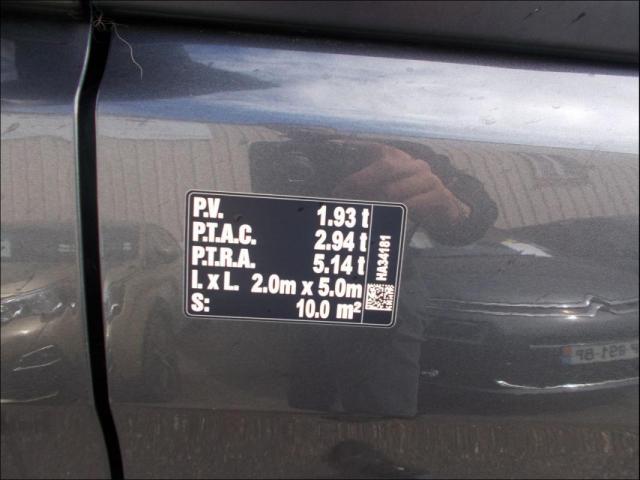 P.V. 1.93 t
P.T.A.C. 2.94 t
P.T.R.A. 5.14 t
L x L. 2.0m x 5.0m
S: 10.0 m²
HA34181